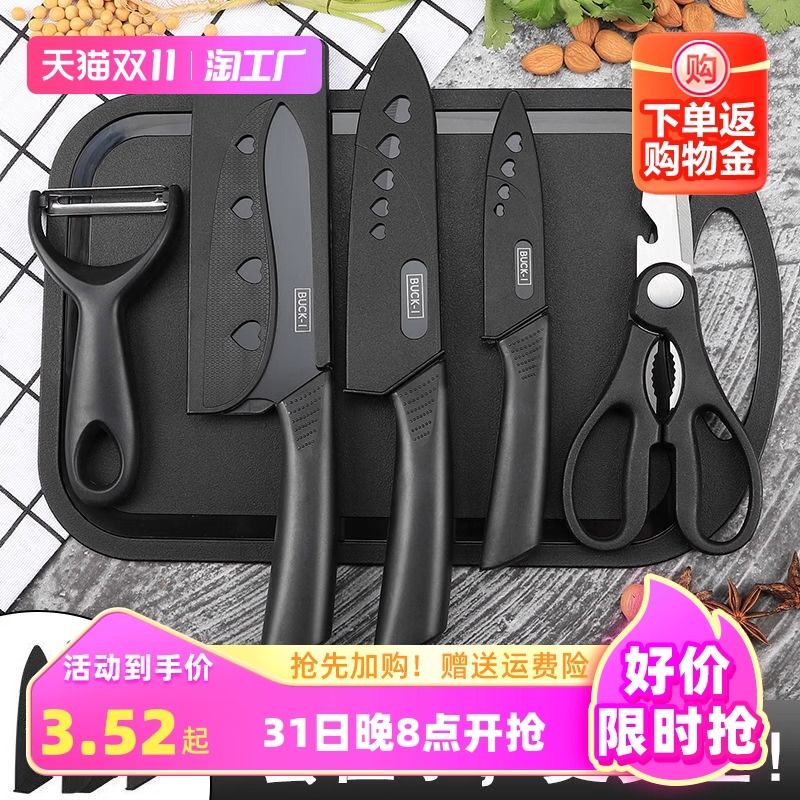 天猫双11 淘工厂
购
下单返
购物金
BUCK-I
BUCK-I
BUCK-I
活动到手价
3.52起
抢先加购！赠送运费险
31日晚8点开抢
好价
限时抢
！